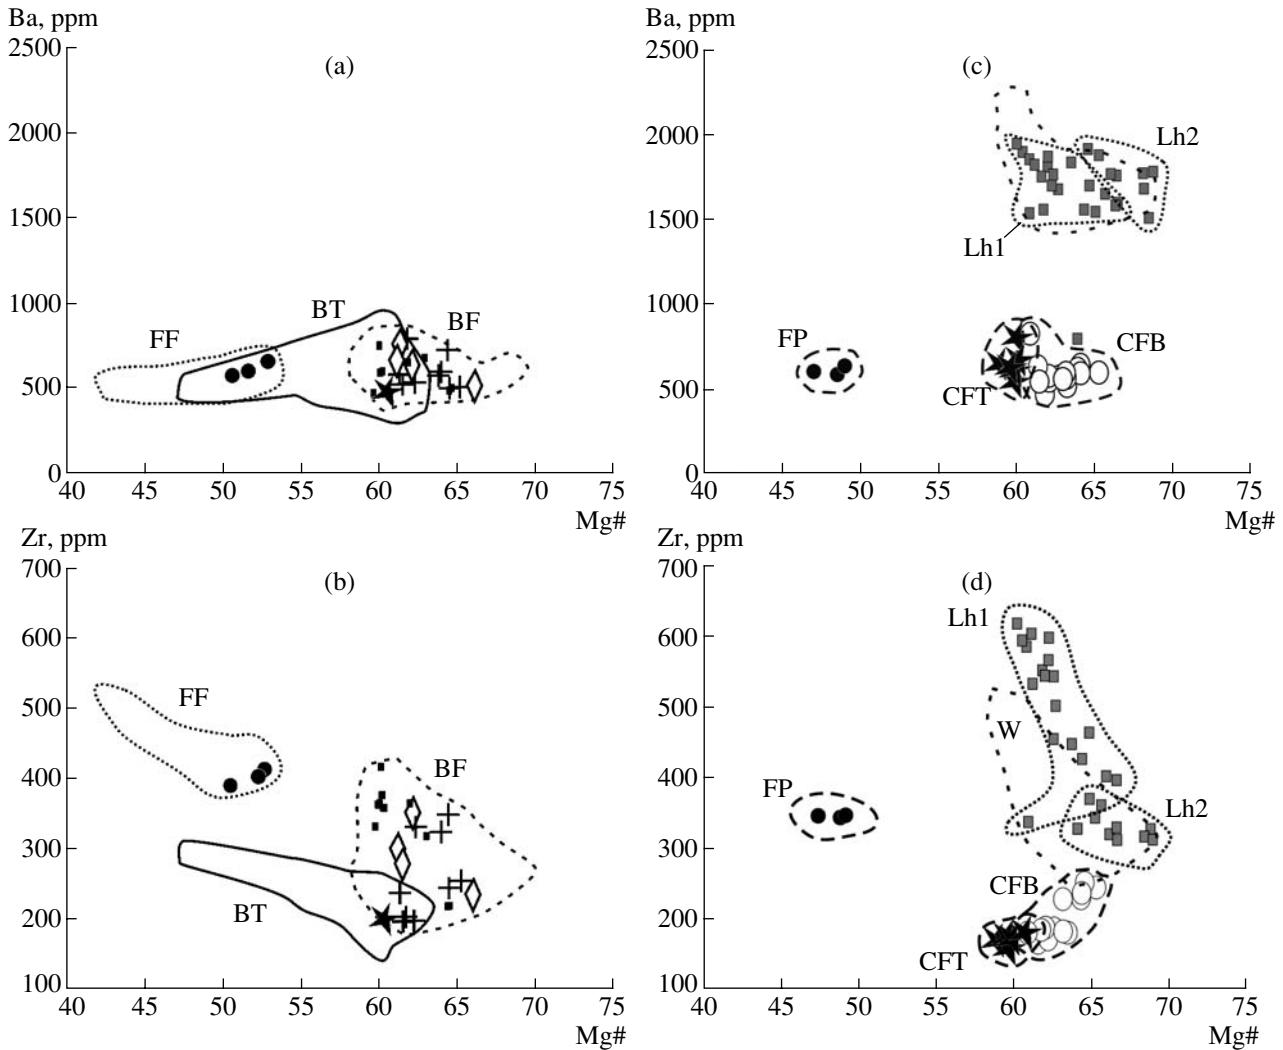 Ba, ppm
2500
(a)
2000
1500
1000
BT
FF
BF
500
0
40 45 50 55 60 65 70 75
Mg#
Ba, ppm
2500
(c)
2000
Lh2
1500
Lh1
1000
FP
CFB
CFT
500
0
40 45 50 55 60 65 70 75
Mg#
Zr, ppm
700
(b)
600
FF
500
BF
400
300
BT
200
100
40 45 50 55 60 65 70 75
Mg#
Zr, ppm
700
(d)
Lh1
600
500
W
400
FP
Lh2
300
CFB
200
CFT
100
40 45 50 55 60 65 70 75
Mg#